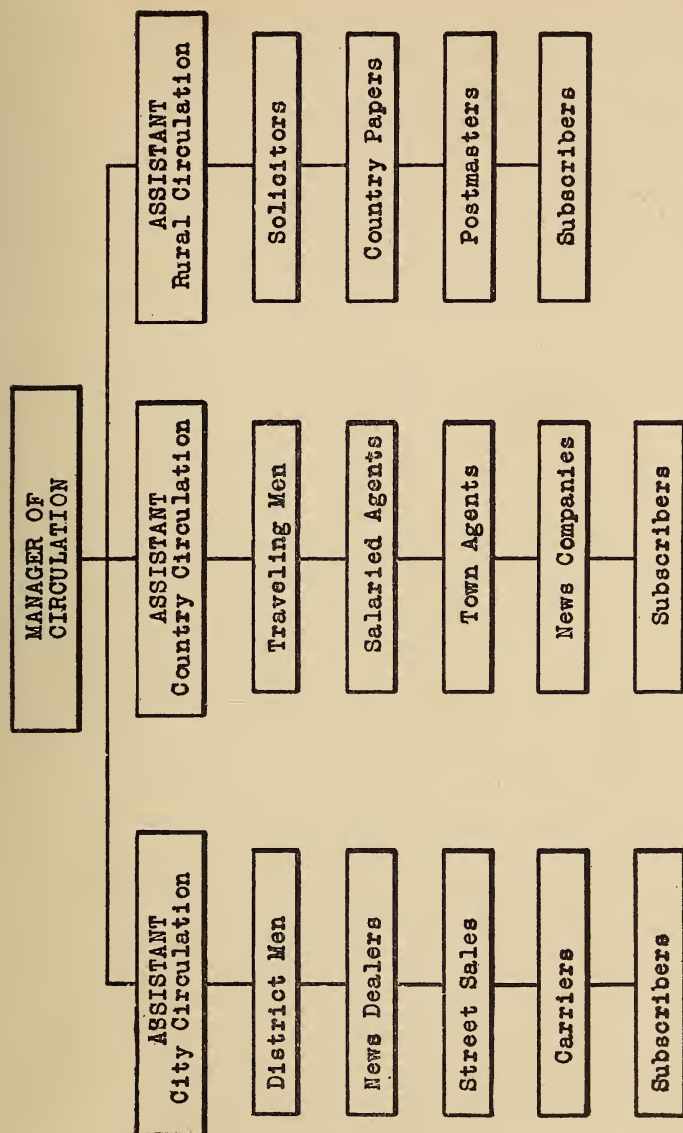 MANAGER OF
CIRCULATION
ASSISTANT
City Circulation
District Men
News Dealers
Street Sales
Carriers
Subscribers
ASSISTANT
Country Circulation
Traveling Men
Salaried Agents
Town Agents
News Companies
Subscribers
ASSISTANT
Rural Circulation
Solicitors
Country Papers
Postmasters
Subscribers